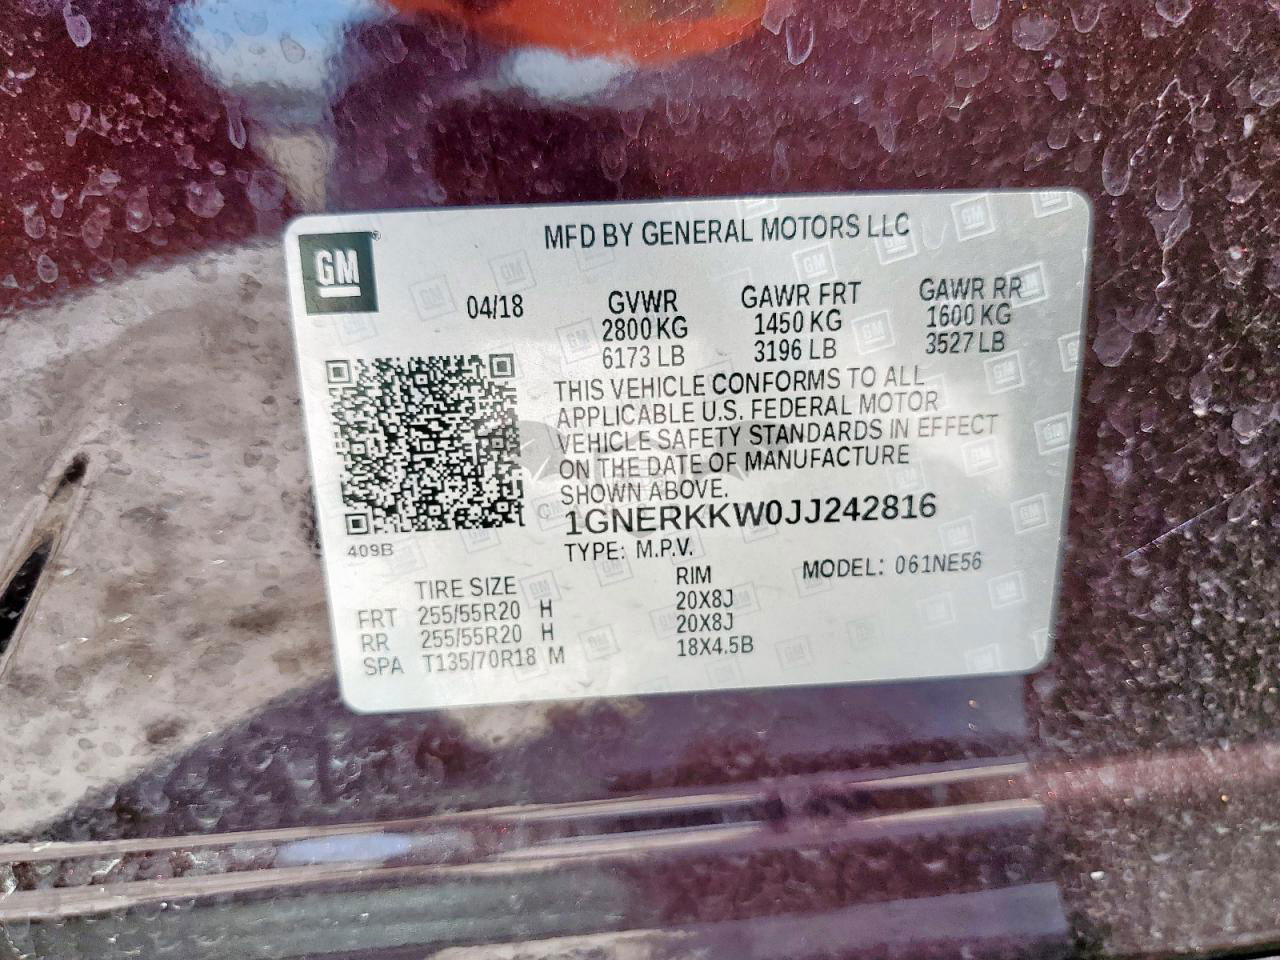 GM
MFD BY GENERAL MOTORS LLC
04/18 GVWR GAWR FRT GAWR RR
2800 KG 1450 KG 1600 KG
6173 LB 3196 LB 3527 LB
THIS VEHICLE CONFORMS TO ALL
APPLICABLE U.S. FEDERAL MOTOR
VEHICLE SAFETY STANDARDS IN EFFECT
ON THE DATE OF MANUFACTURE
SHOWN ABOVE.
1GNERKKW0JJ242816
409B
TYPE: M.P.V.
MODEL: 061NE56
TIRE SIZE RIM
FRT 255/55R20 H 20X8J
RR 255/55R20 H 20X8J
SPA T135/70R18 M 18X4.5B